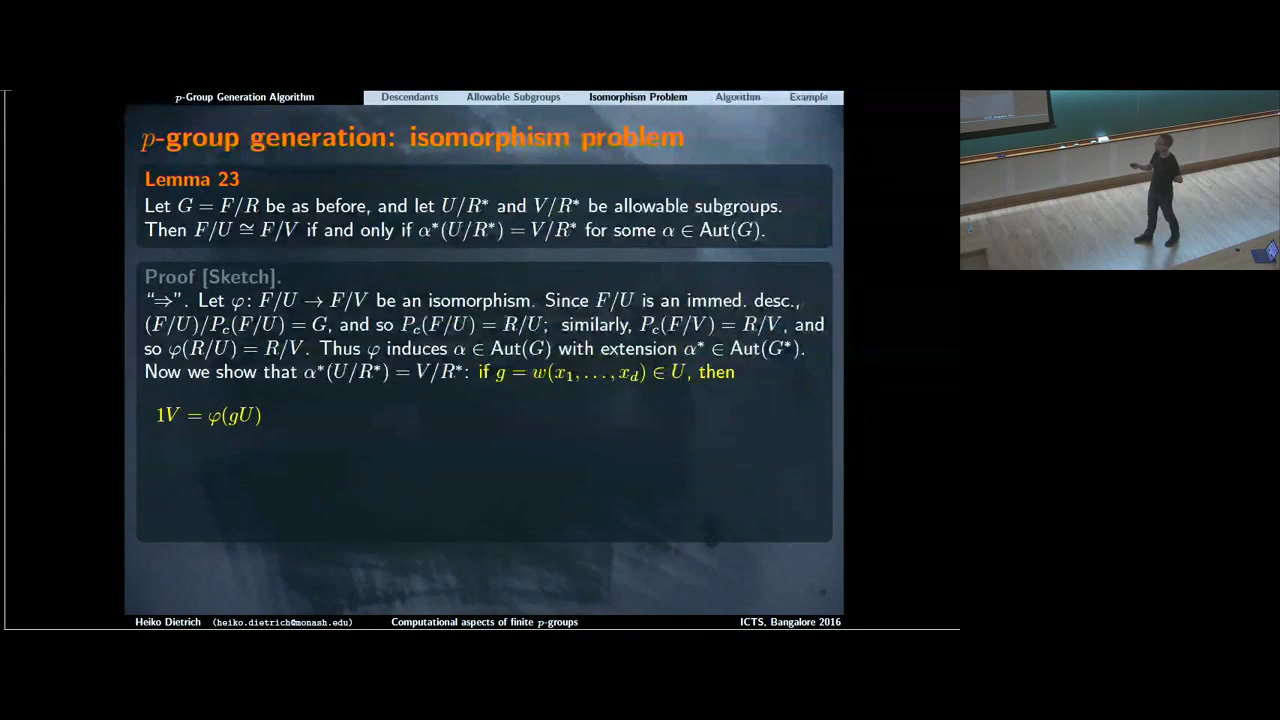 p-Group Generation Algorithm Descendants Allowable Subgroups Isomorphism Problem Algorithm Example
p-group generation: isomorphism problem
Lemma 23
Let G = F/R be as before, and let U/R* and V/R* be allowable subgroups.
Then F/U ≅ F/V if and only if α*(U/R*) = V/R* for some α ∈ Aut(G).
Proof [Sketch].
“⇒”. Let φ: F/U → F/V be an isomorphism. Since F/U is an immed. desc.,
(F/U)/P_c(F/U) = G, and so P_c(F/U) = R/U; similarly, P_c(F/V) = R/V, and
so φ(R/U) = R/V. Thus φ induces α ∈ Aut(G) with extension α* ∈ Aut(G*).
Now we show that α*(U/R*) = V/R*: if g = w(x₁, . . . , x_d) ∈ U, then
1V = φ(gU)
Heiko Dietrich (heiko.dietrich@monash.edu) Computational aspects of finite p-groups ICTS, Bangalore 2016